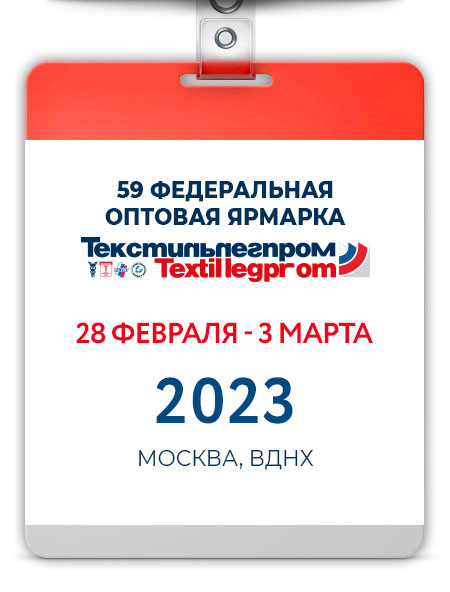 59 ФЕДЕРАЛЬНАЯ
ОПТОВАЯ ЯРМАРКА
Текстильлегпром
Textillegprom
28 ФЕВРАЛЯ - 3 МАРТА
2023
МОСКВА, ВДНХ